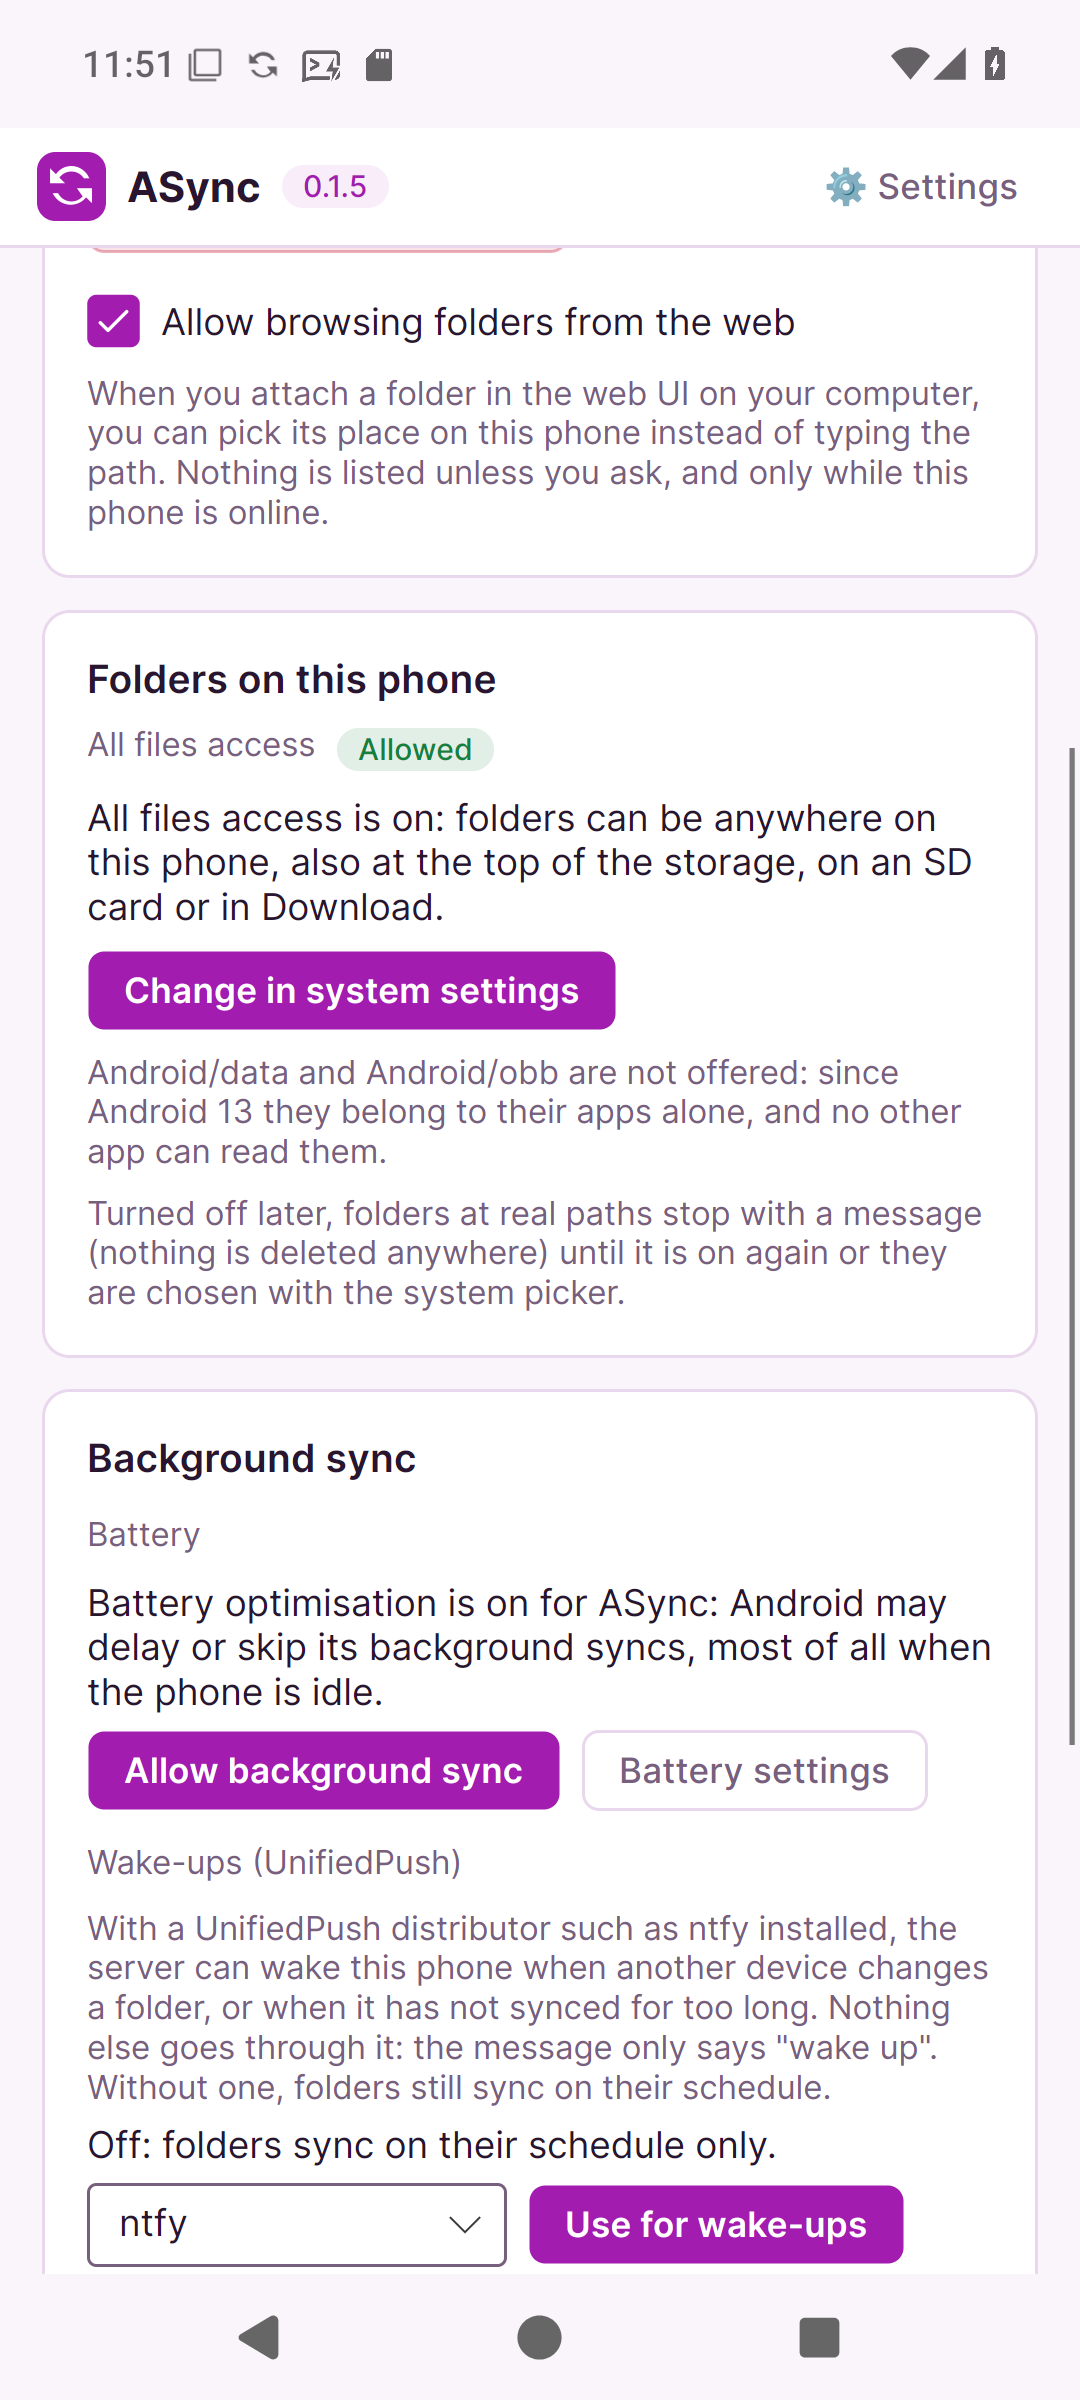 11:51
ASync 0.1.5 Settings
Allow browsing folders from the web
When you attach a folder in the web UI on your computer,
you can pick its place on this phone instead of typing the
path. Nothing is listed unless you ask, and only while this
phone is online.
Folders on this phone
All files access Allowed
All files access is on: folders can be anywhere on
this phone, also at the top of the storage, on an SD
card or in Download.
Change in system settings
Android/data and Android/obb are not offered: since
Android 13 they belong to their apps alone, and no other
app can read them.
Turned off later, folders at real paths stop with a message
(nothing is deleted anywhere) until it is on again or they
are chosen with the system picker.
Background sync
Battery
Battery optimisation is on for ASync: Android may
delay or skip its background syncs, most of all when
the phone is idle.
Allow background sync Battery settings
Wake-ups (UnifiedPush)
With a UnifiedPush distributor such as ntfy installed, the
server can wake this phone when another device changes
a folder, or when it has not synced for too long. Nothing
else goes through it: the message only says "wake up".
Without one, folders still sync on their schedule.
Off: folders sync on their schedule only.
ntfy Use for wake-ups